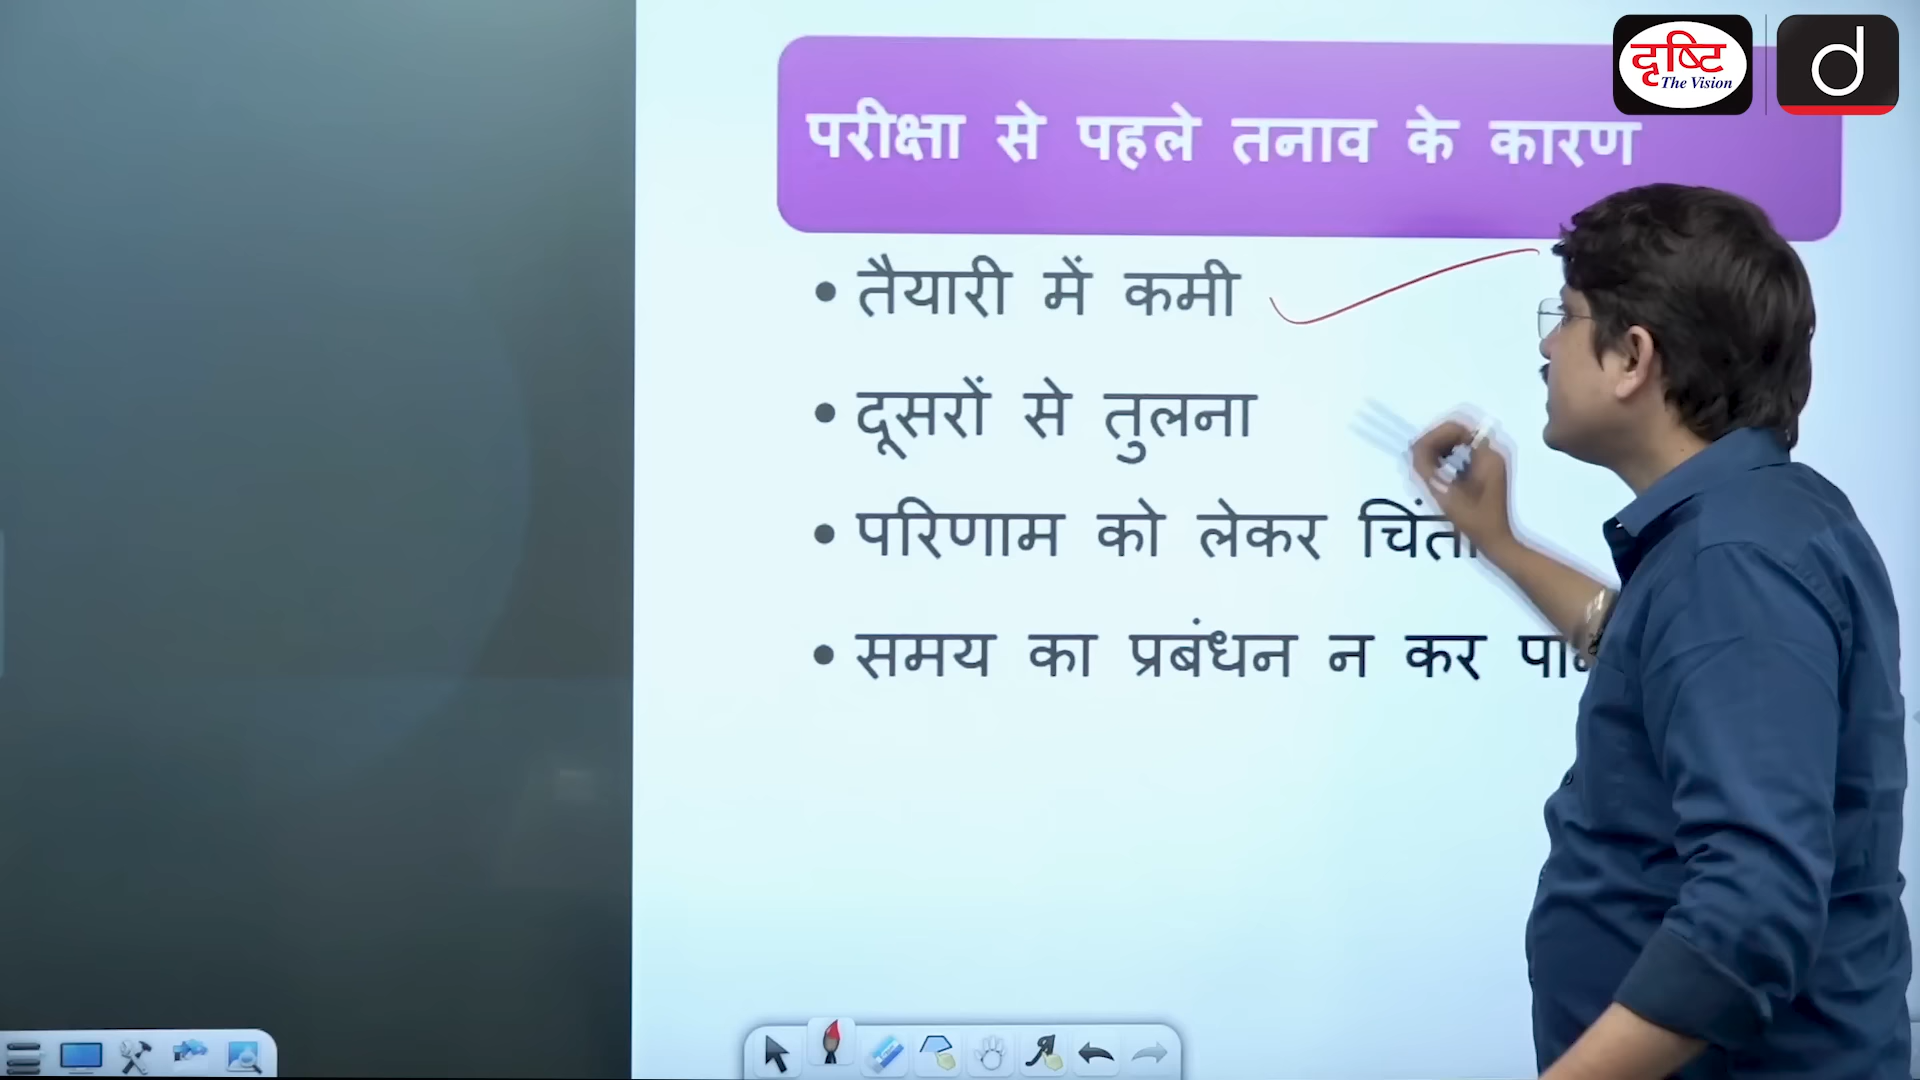 दृष्टि
The Vision
d
परीक्षा से पहले तनाव के कारण
• तैयारी में कमी
• दूसरों से तुलना
• परिणाम को लेकर चिंता
• समय का प्रबंधन न कर